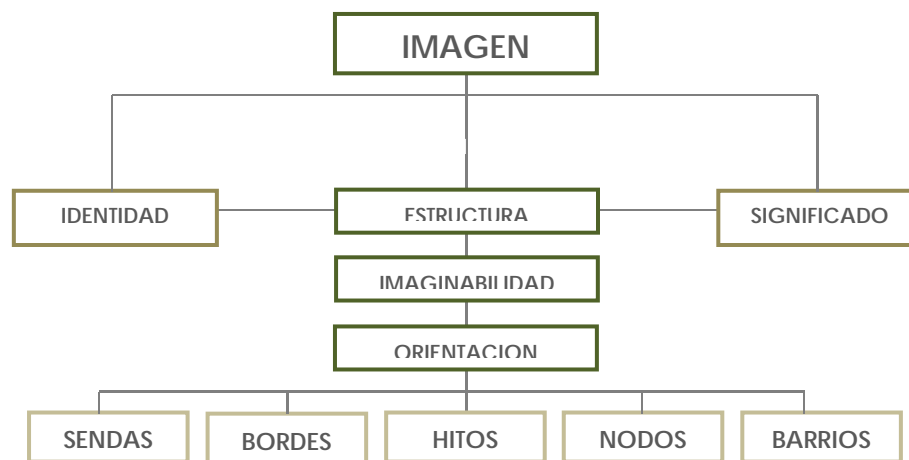 IMAGEN
IDENTIDAD
ESTRUCTURA
SIGNIFICADO
IMAGINABILIDAD
ORIENTACION
SENDAS
BORDES
HITOS
NODOS
BARRIOS